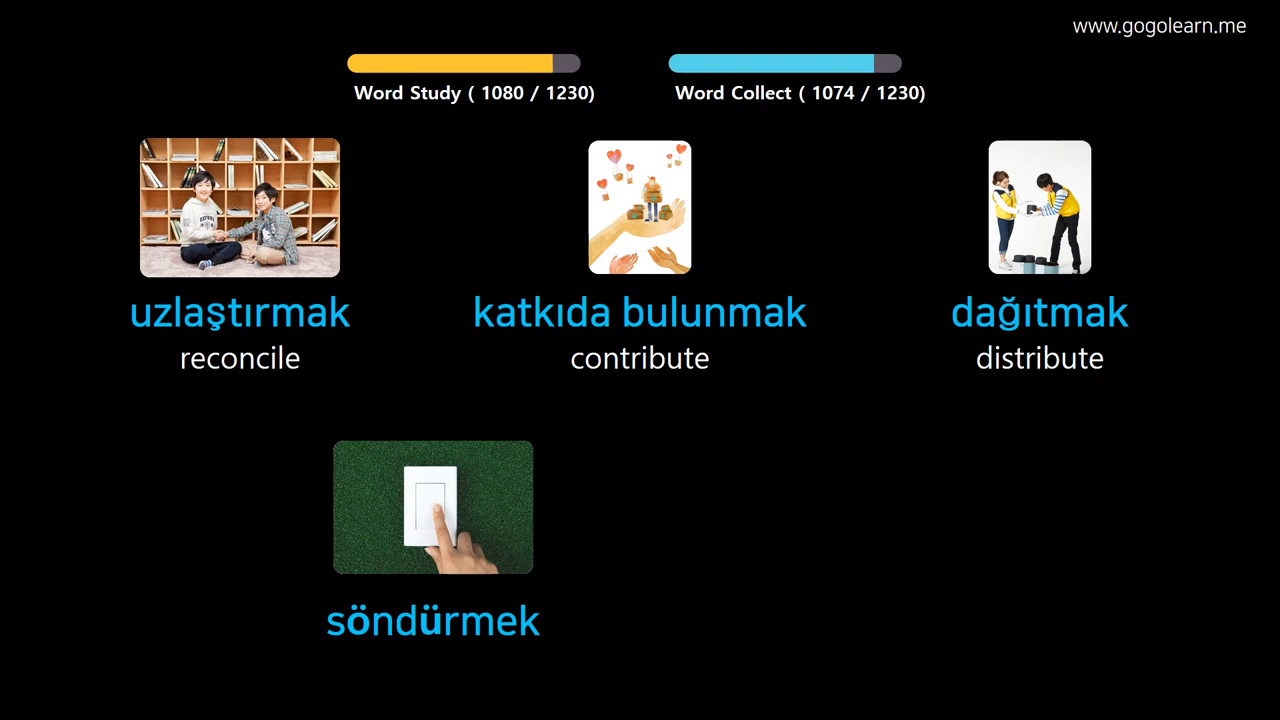 www.gogolearn.me
Word Study ( 1080 / 1230)
Word Collect ( 1074 / 1230)
uzlaştırmak
reconcile
katkıda bulunmak
contribute
dağıtmak
distribute
söndürmek